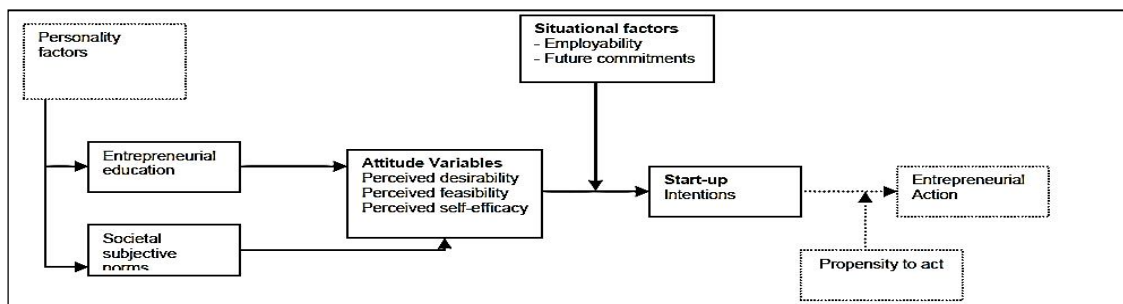 Personality
factors
Situational factors
- Employability
- Future commitments
Entrepreneurial
education
Attitude Variables
Perceived desirability
Perceived feasibility
Perceived self-efficacy
Start-up
Intentions
Entrepreneurial
Action
Societal
subjective
norms
Propensity to act